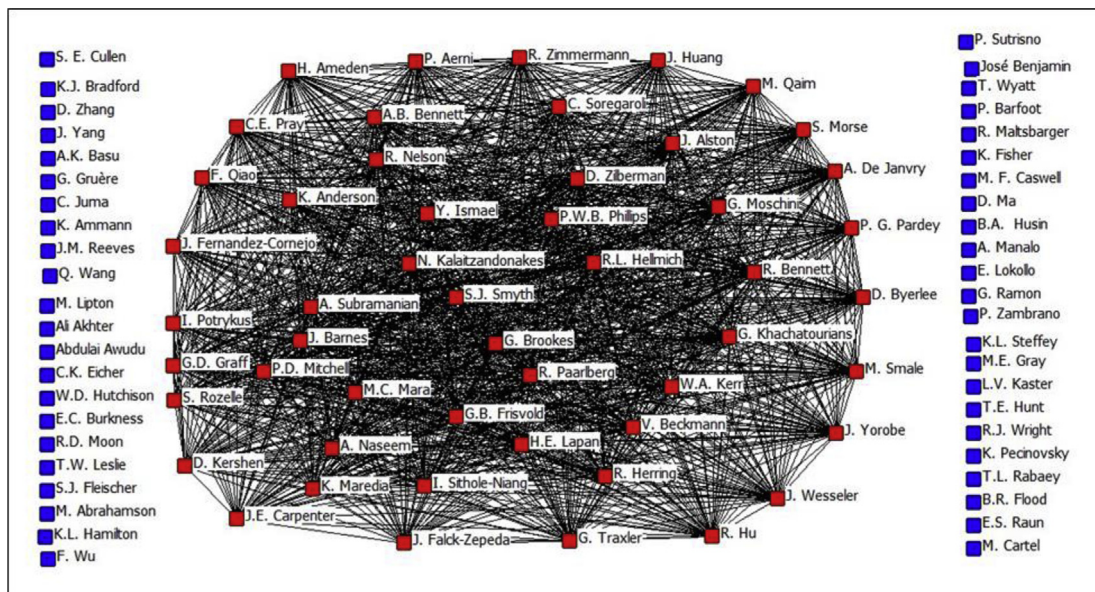 S. E. Cullen
K.J. Bradford
D. Zhang
J. Yang
A.K. Basu
G. Gruère
C. Juma
K. Ammann
J.M. Reeves
Q. Wang
M. Lipton
Ali Akhter
Abdulai Awudu
C.K. Eicher
W.D. Hutchison
E.C. Burkness
R.D. Moon
T.W. Leslie
S.J. Fleischer
M. Abrahamson
K.L. Hamilton
F. Wu
H. Ameden
P. Aerni
R. Zimmermann
J. Huang
M. Qaim
C.E. Pray
A.B. Bennett
C. Soregaroli
S. Morse
J. Alston
R. Nelson
A. De Janvry
F. Qiao
D. Zilberman
K. Anderson
Y. Ismael
P.W.B. Philips
G. Moschini
P. G. Pardey
J. Fernandez-Cornejo
N. Kalaitzandonakes
R.L. Hellmich
R. Bennett
A. Subramanian
S.J. Smyth
D. Byerlee
I. Potrykus
J. Barnes
G. Brookes
G. Khachatourians
G.D. Graff
P.D. Mitchell
R. Paarlberg
M. Smale
S. Rozelle
M.C. Mara
W.A. Kerr
G.B. Frisvold
V. Beckmann
J. Yorobe
A. Naseem
H.E. Lapan
D. Kershen
K. Maredia
I. Sithole-Niang
R. Herring
J. Wesseler
J.E. Carpenter
J. Falck-Zepeda
G. Traxler
R. Hu
P. Sutrisno
José Benjamin
T. Wyatt
P. Barfoot
R. Maltsbarger
K. Fisher
M. F. Caswell
D. Ma
B.A. Husin
A. Manalo
E. Lokollo
G. Ramon
P. Zambrano
K.L. Steffey
M.E. Gray
L.V. Kaster
T.E. Hunt
R.J. Wright
K. Pecinovsky
T.L. Rabaey
B.R. Flood
E.S. Raun
M. Cartel